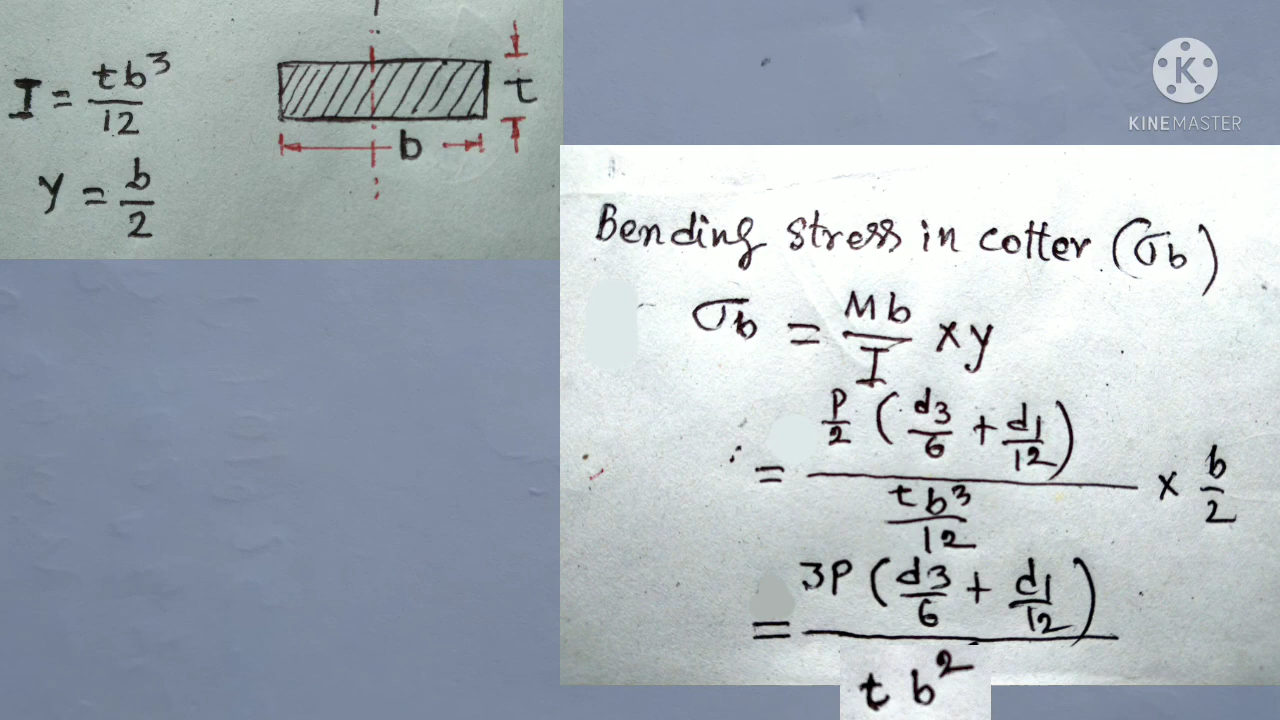 I = tb³/12
t
b
y = b/2
KINEMASTER
Bending stress in cotter (σb)
σb = Mb/I × y
= P/2 (d3/6 + d1/12) / (tb³/12) × b/2
= 3P (d3/6 + d1/12) / t b²